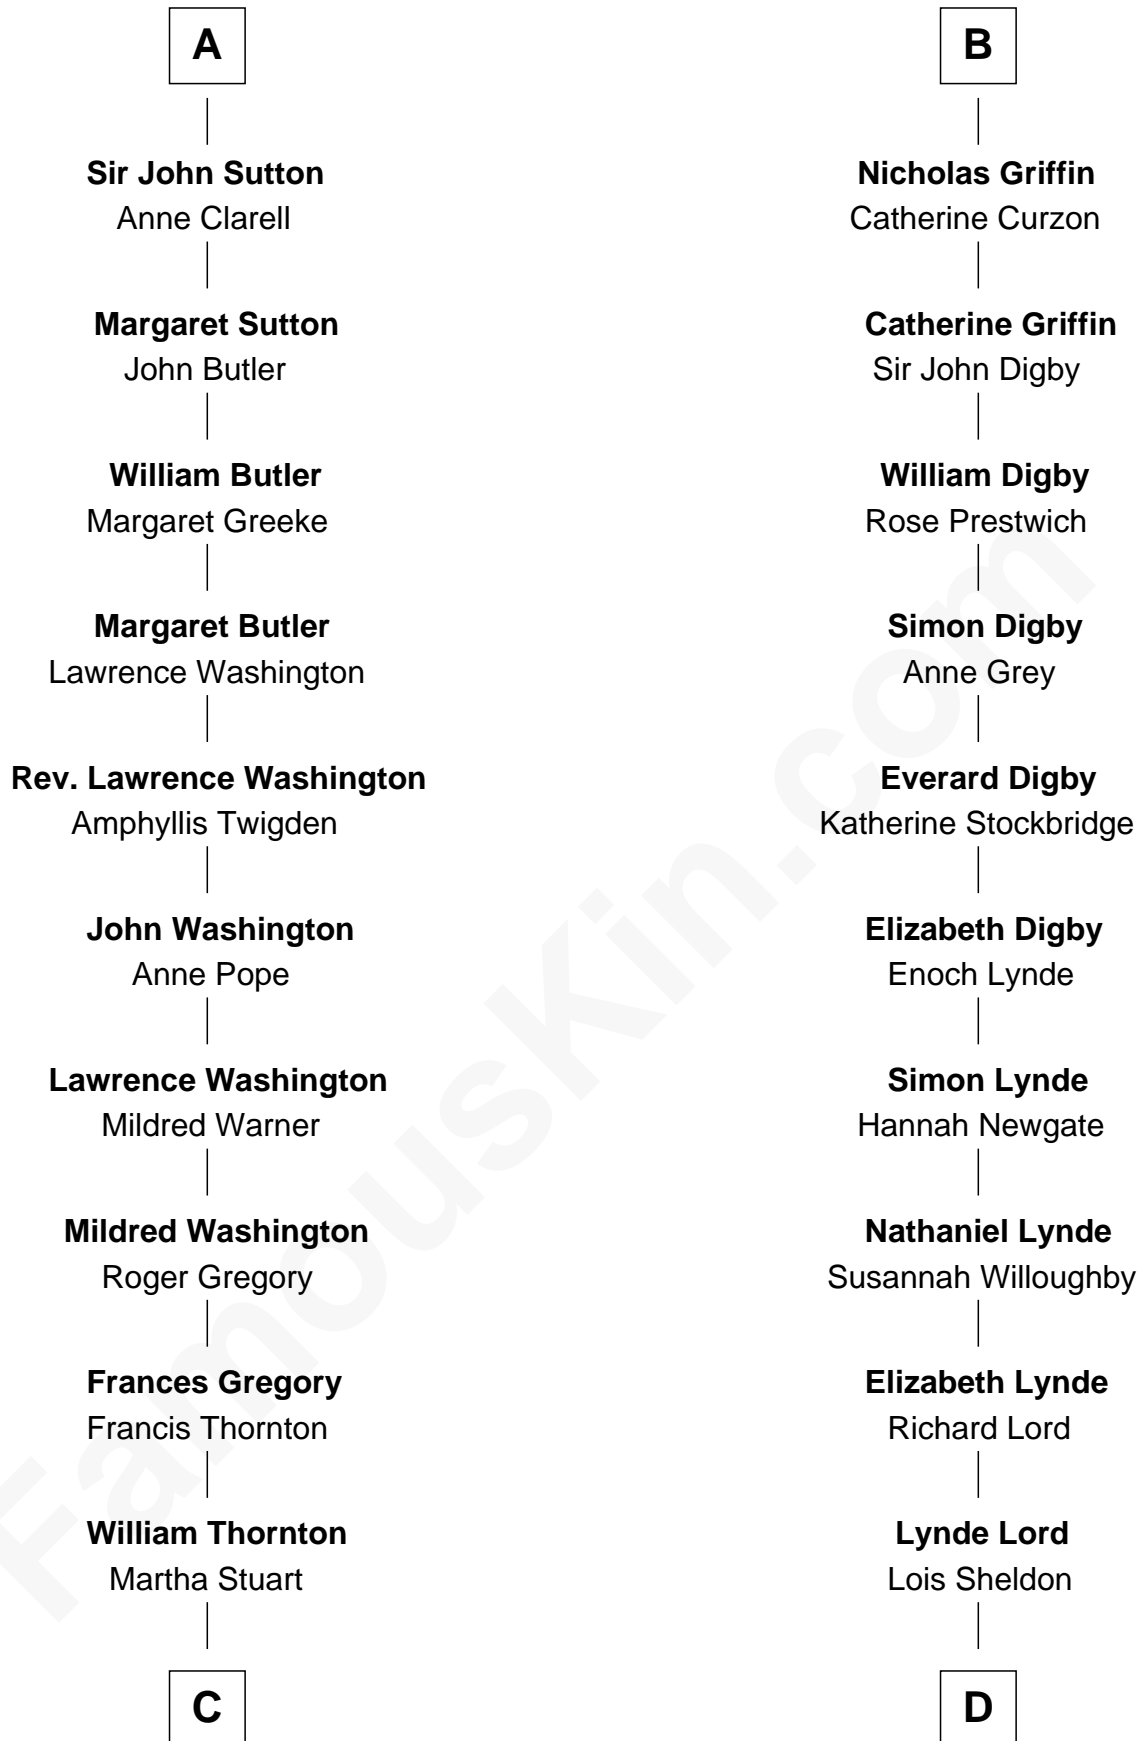 A
Sir John Sutton
Anne Clarell
Margaret Sutton
John Butler
William Butler
Margaret Greeke
Margaret Butler
Lawrence Washington
Rev. Lawrence Washington
Amphyllis Twigden
John Washington
Anne Pope
Lawrence Washington
Mildred Warner
Mildred Washington
Roger Gregory
Frances Gregory
Francis Thornton
William Thornton
Martha Stuart
C
B
Nicholas Griffin
Catherine Curzon
Catherine Griffin
Sir John Digby
William Digby
Rose Prestwich
Simon Digby
Anne Grey
Everard Digby
Katherine Stockbridge
Elizabeth Digby
Enoch Lynde
Simon Lynde
Hannah Newgate
Nathaniel Lynde
Susannah Willoughby
Elizabeth Lynde
Richard Lord
Lynde Lord
Lois Sheldon
D
FamousKin.com